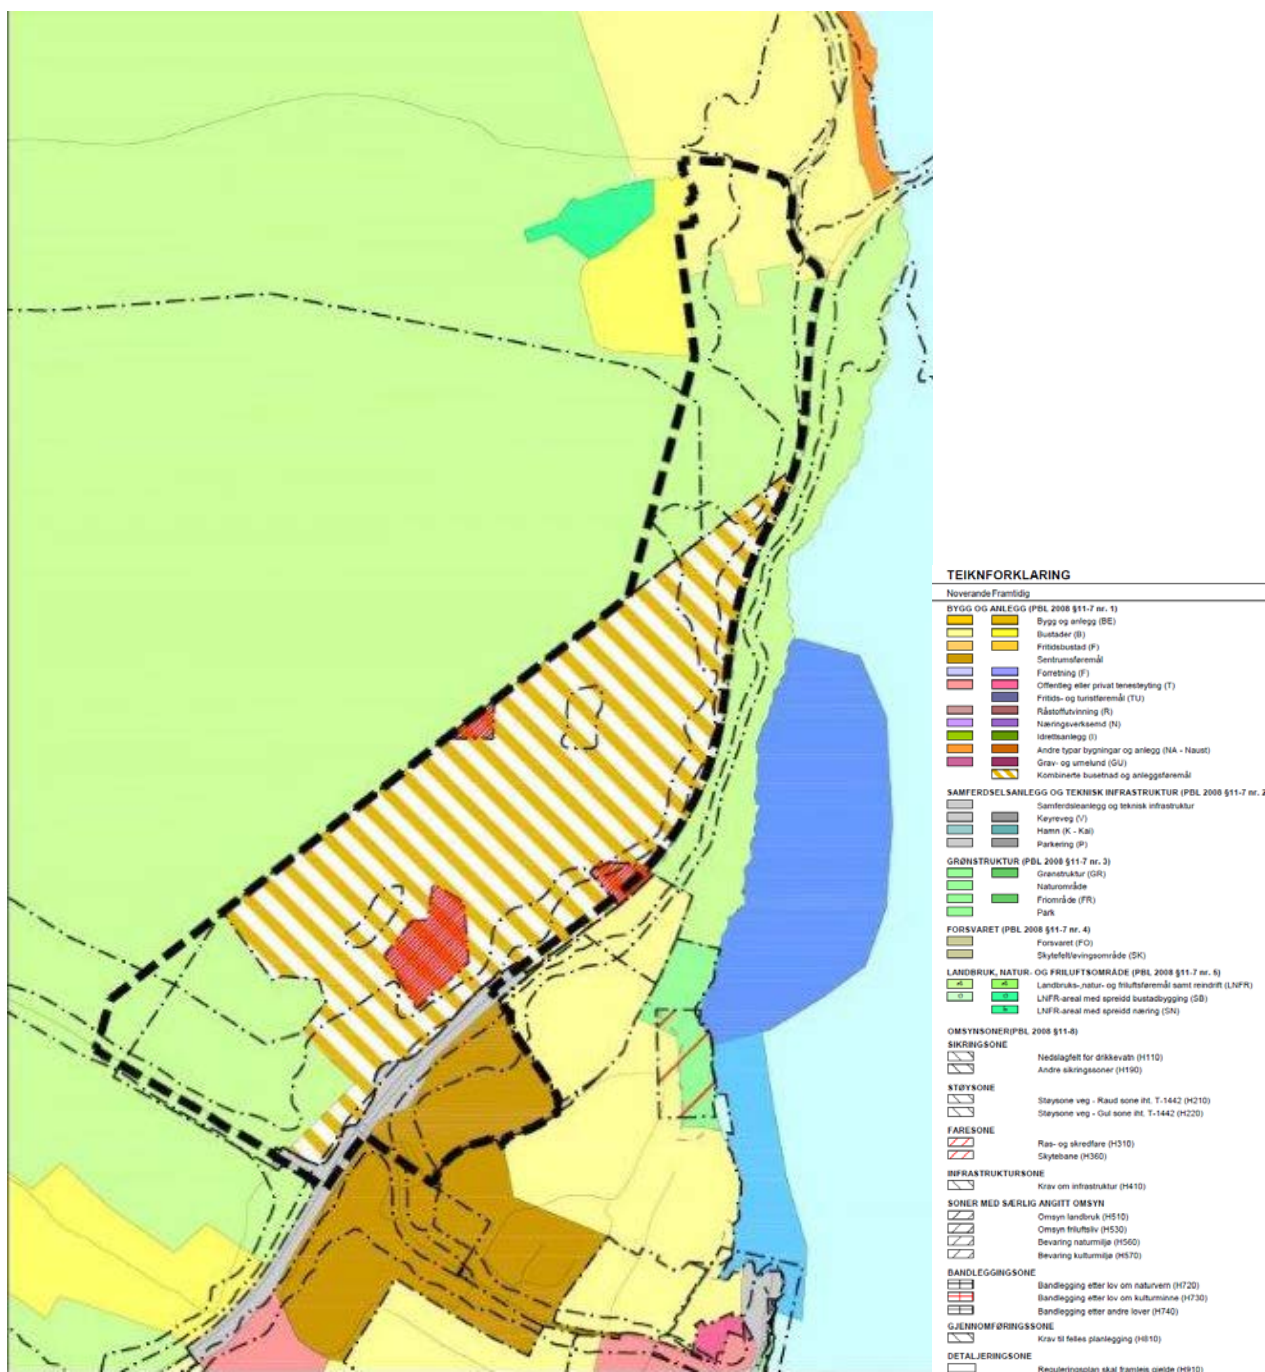 TEIKNFORKLARING
Noverande Framtidig
BYGG OG ANLEGG (PBL 2008 §11-7 nr. 1)
Bygg og anlegg (BE)
Bustader (B)
Fritidsbustad (F)
Sentrumsføremål
Forretning (F)
Offentleg eller privat tenesteyting (T)
Fritids- og turistføremål (TU)
Råstoffutvinning (R)
Næringsverksemd (N)
Idrettsanlegg (I)
Andre typar bygningar og anlegg (NA - Naust)
Grav- og urnelund (GU)
Kombinerte busetnad og anleggsføremål
SAMFERDSELSANLEGG OG TEKNISK INFRASTRUKTUR (PBL 2008 §11-7 nr. 2
Samferdsleanlegg og teknisk infrastruktur
Køyreveg (V)
Hamn (K - Kai)
Parkering (P)
GRØNSTRUKTUR (PBL 2008 §11-7 nr. 3)
Grønstruktur (GR)
Naturområde
Friområde (FR)
Park
FORSVARET (PBL 2008 §11-7 nr. 4)
Forsvaret (FO)
Skytefelt/øvingsområde (SK)
LANDBRUK, NATUR- OG FRILUFTSOMRÅDE (PBL 2008 §11-7 nr. 5)
Landbruks-,natur- og friluftsføremål samt reindrift (LNFR)
LNFR-areal med spreidd bustadbygging (SB)
LNFR-areal med spreidd næring (SN)
OMSYNSONER(PBL 2008 §11-8)
SIKRINGSONE
Nedslagfelt for drikkevatn (H110)
Andre sikringssoner (H190)
STØYSONE
Støysone veg - Raud sone iht. T-1442 (H210)
Støysone veg - Gul sone iht. T-1442 (H220)
FARESONE
Ras- og skredfare (H310)
Skytebane (H360)
INFRASTRUKTURSONE
Krav om infrastruktur (H410)
SONER MED SÆRLIG ANGITT OMSYN
Omsyn landbruk (H510)
Omsyn friluftsliv (H530)
Bevaring naturmiljø (H560)
Bevaring kulturmiljø (H570)
BANDLEGGINGSONE
Bandlegging etter lov om naturvern (H720)
Bandlegging etter lov om kulturminne (H730)
Bandlegging etter andre lover (H740)
GJENNOMFØRINGSSONE
Krav til felles planlegging (H810)
DETALJERINGSONE
Reguleringsplan skal framleis gjelde (H910)